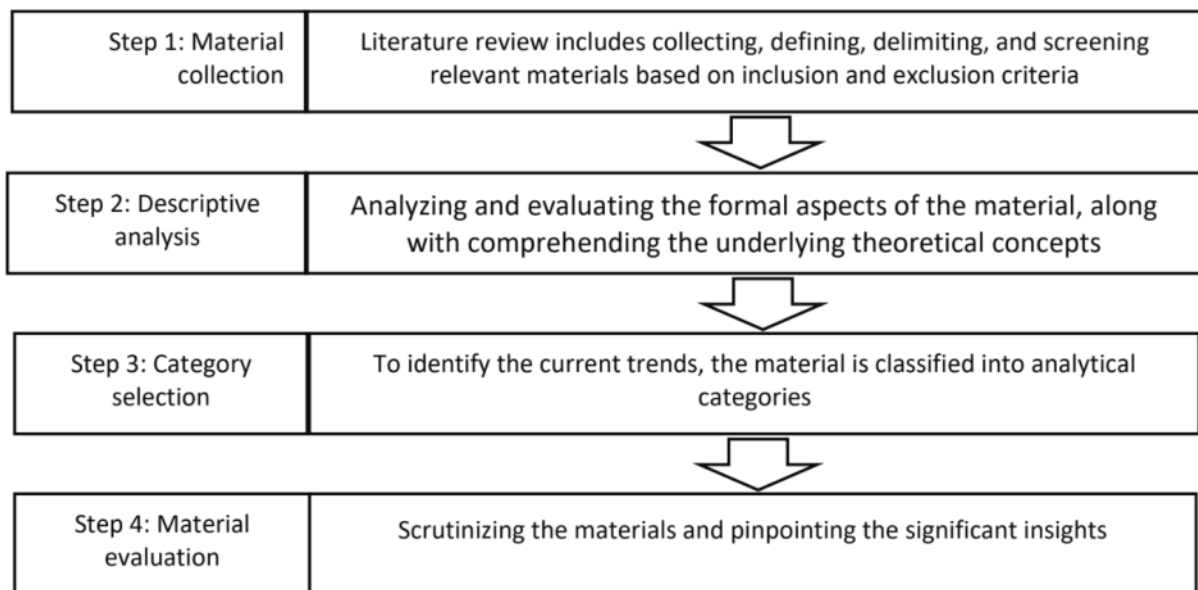 Step 1: Material
collection
Literature review includes collecting, defining, delimiting, and screening
relevant materials based on inclusion and exclusion criteria
Step 2: Descriptive
analysis
Analyzing and evaluating the formal aspects of the material, along
with comprehending the underlying theoretical concepts
Step 3: Category
selection
To identify the current trends, the material is classified into analytical
categories
Step 4: Material
evaluation
Scrutinizing the materials and pinpointing the significant insights